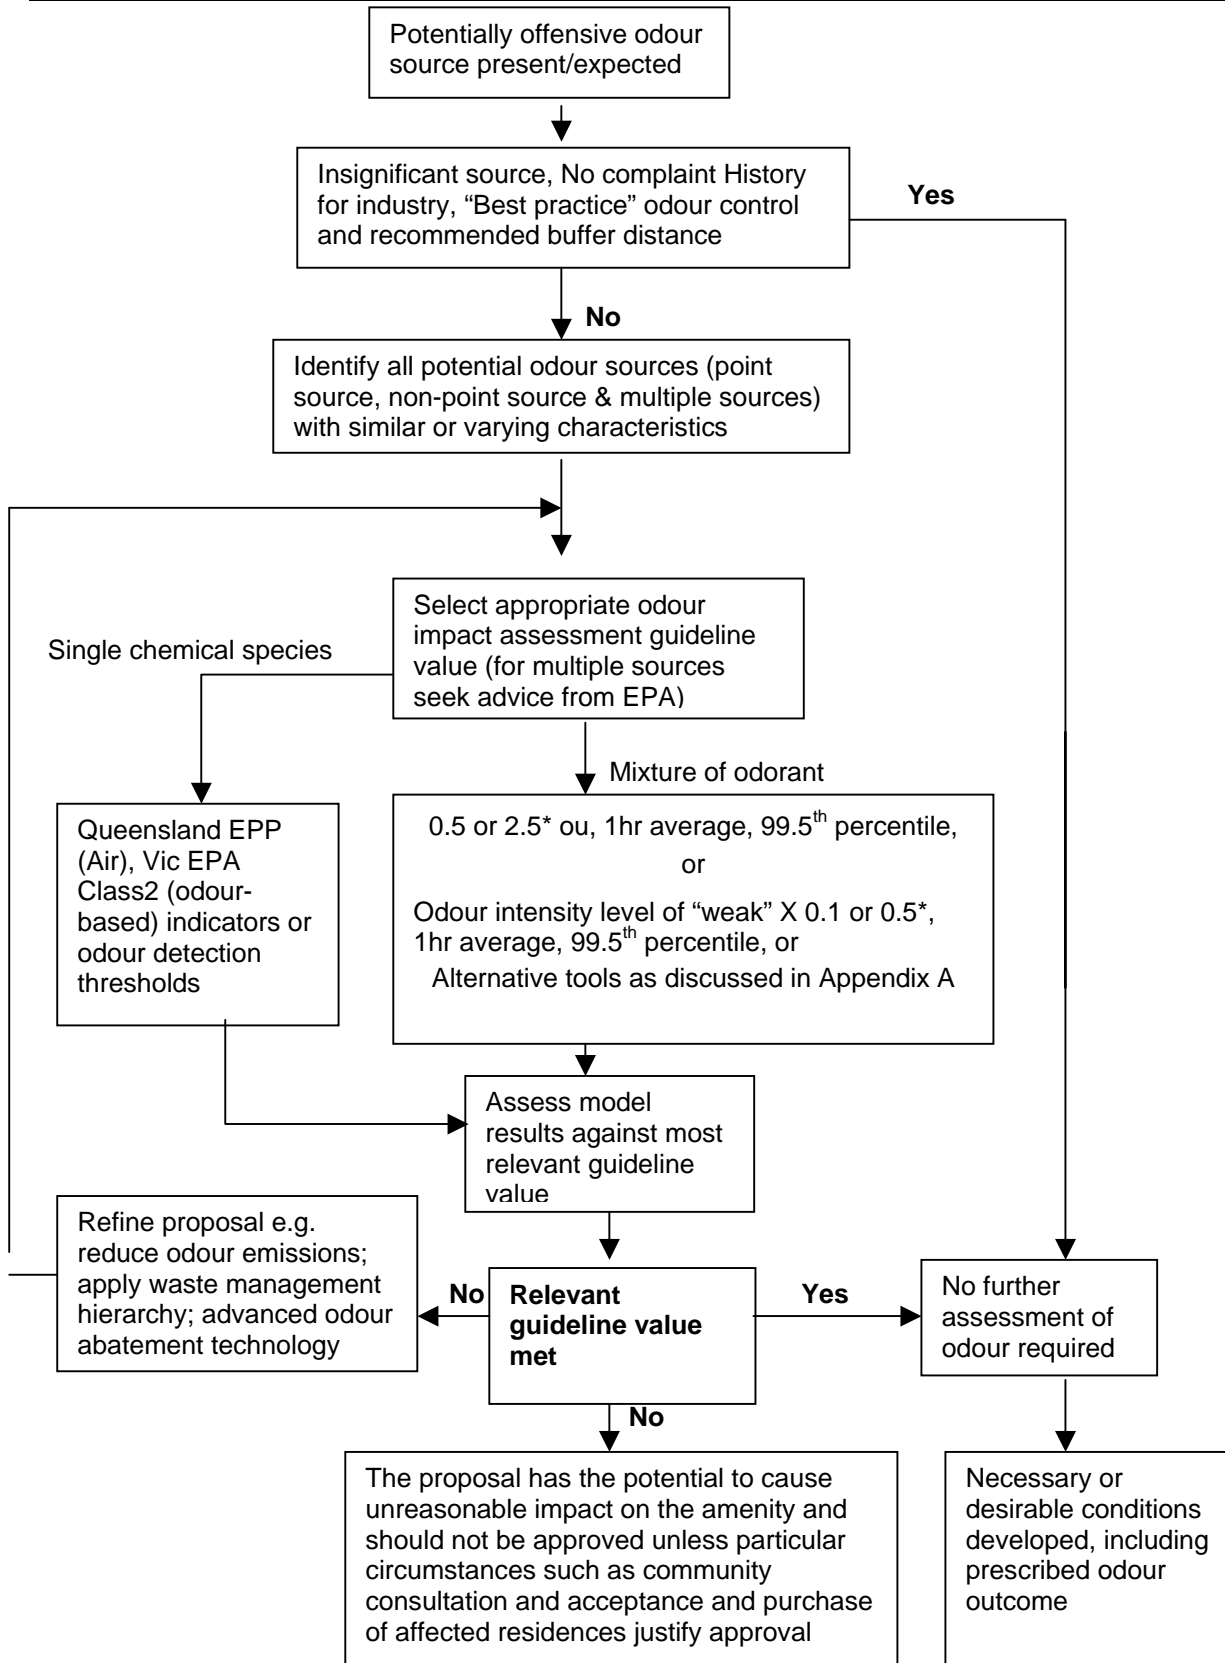 Potentially offensive odour
source present/expected
Insignificant source, No complaint History
for industry, “Best practice” odour control
and recommended buffer distance
Yes
No
Identify all potential odour sources (point
source, non-point source & multiple sources)
with similar or varying characteristics
Select appropriate odour
impact assessment guideline
value (for multiple sources
seek advice from EPA)
Single chemical species
Mixture of odorant
Queensland EPP
(Air), Vic EPA
Class2 (odour-
based) indicators or
odour detection
thresholds
0.5 or 2.5* ou, 1hr average, 99.5th percentile,
or
Odour intensity level of “weak” X 0.1 or 0.5*,
1hr average, 99.5th percentile, or
Alternative tools as discussed in Appendix A
Assess model
results against most
relevant guideline
value
Refine proposal e.g.
reduce odour emissions;
apply waste management
hierarchy; advanced odour
abatement technology
No
Relevant
guideline value
met
Yes
No further
assessment of
odour required
No
The proposal has the potential to cause
unreasonable impact on the amenity and
should not be approved unless particular
circumstances such as community
consultation and acceptance and purchase
of affected residences justify approval
Necessary or
desirable conditions
developed, including
prescribed odour
outcome